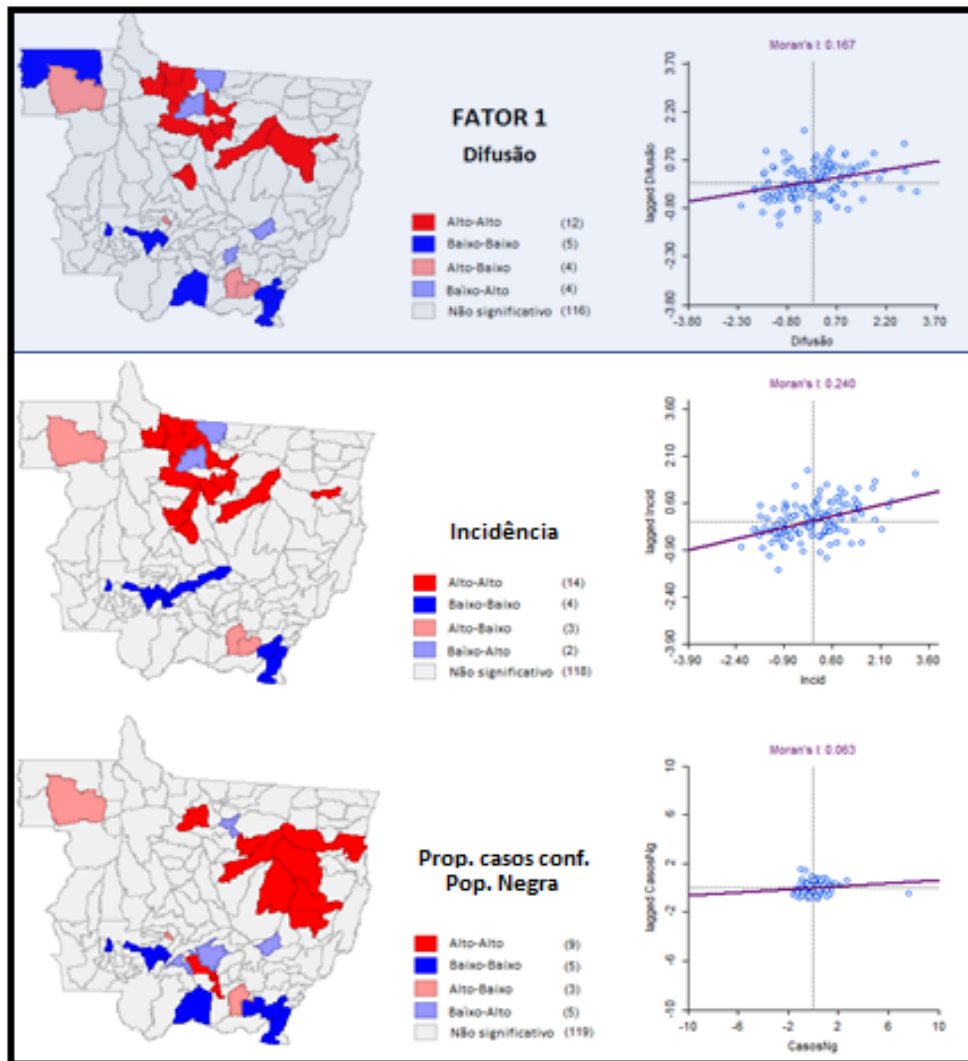 Moran's I: 0.167
FATOR 1
Difusão
Alto-Alto (12)
Baixo-Baixo (5)
Alto-Baixo (4)
Baixo-Alto (4)
Não significativo (116)
lagged Difusão
3.70
2.20
0.70
-0.80
-2.30
-3.80
-3.80 -2.30 -0.80 0.70 2.20 3.70
Difusão
Moran's I: 0.240
Incidência
Alto-Alto (14)
Baixo-Baixo (4)
Alto-Baixo (3)
Baixo-Alto (2)
Não significativo (118)
lagged Incid
3.60
2.10
0.60
-0.90
-2.40
-3.90
-3.90 -2.40 -0.90 0.60 2.10 3.60
Incid
Moran's I: 0.063
Prop. casos conf.
Pop. Negra
Alto-Alto (9)
Baixo-Baixo (5)
Alto-Baixo (3)
Baixo-Alto (5)
Não significativo (119)
lagged CasosNg
10
6
2
-2
-6
-10
-10 -6 -2 2 6 10
CasosNg